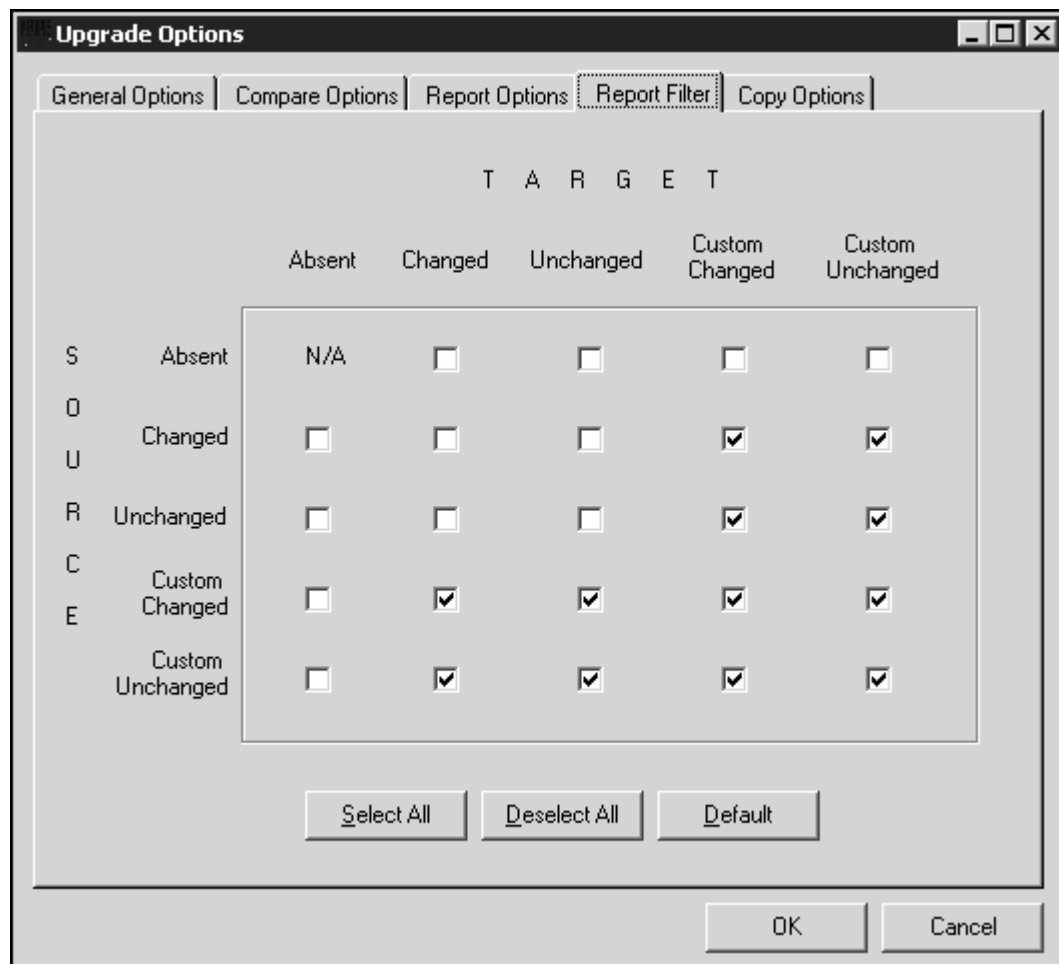 Upgrade Options
General Options
Compare Options
Report Options
Report Filter
Copy Options
T A R G E T
Absent
Changed
Unchanged
Custom
Changed
Custom
Unchanged
S O U R C E
Absent
N/A
Changed
Unchanged
Custom
Changed
Custom
Unchanged
Select All
Deselect All
Default
OK
Cancel